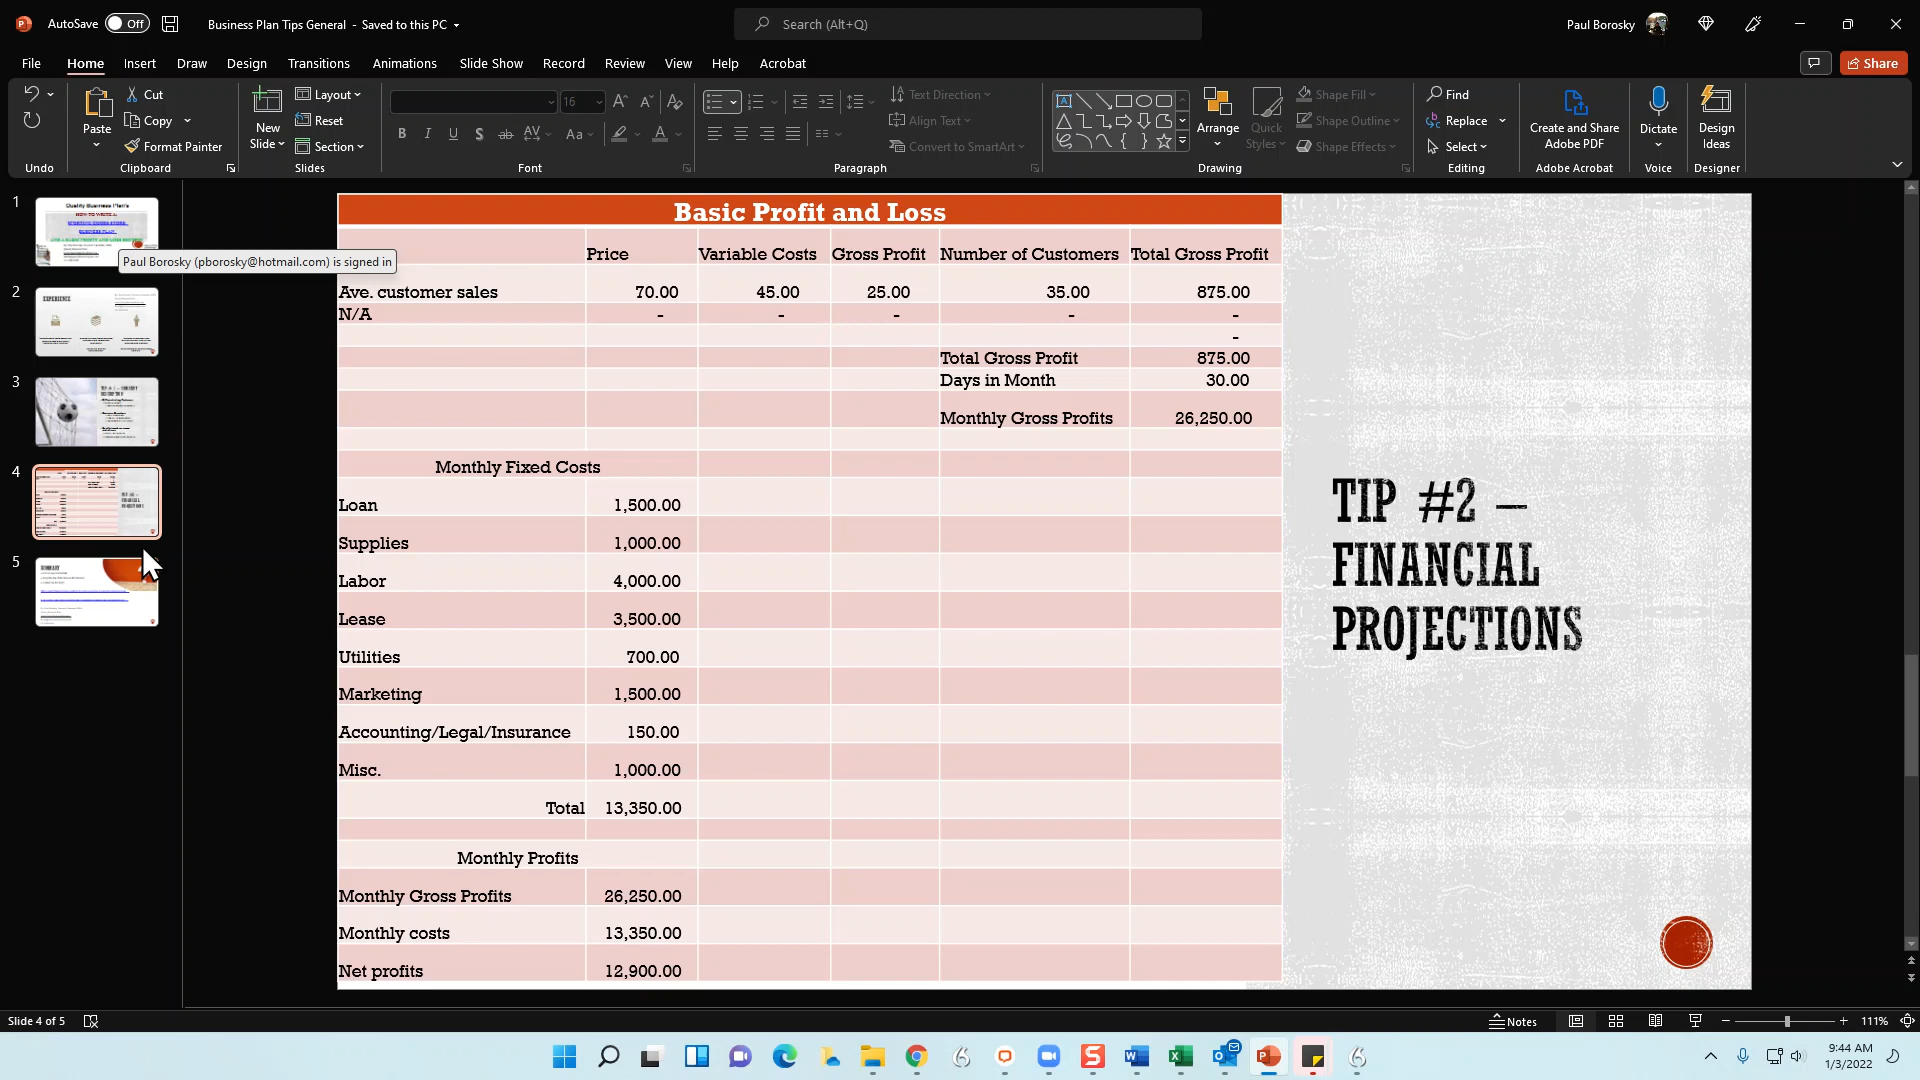 AutoSave Off Business Plan Tips General - Saved to this PC Search (Alt+Q) Paul Borosky
File Home Insert Draw Design Transitions Animations Slide Show Record Review View Help Acrobat Share
Cut
Copy
Format Painter
Paste
New Slide
Layout
Reset
Section
16
Text Direction
Align Text
Convert to SmartArt
Arrange
Quick Styles
Shape Fill
Shape Outline
Shape Effects
Find
Replace
Select
Create and Share Adobe PDF
Dictate
Design Ideas
Undo Clipboard Slides Font Paragraph Drawing Editing Adobe Acrobat Voice Designer
1
Paul Borosky (pborosky@hotmail.com) is signed in
2
EXPERIENCE
3
4
5
SUMMARY
Basic Profit and Loss
Price Variable Costs Gross Profit Number of Customers Total Gross Profit
Ave. customer sales 70.00 45.00 25.00 35.00 875.00
N/A - - - - -
-
Total Gross Profit 875.00
Days in Month 30.00
Monthly Gross Profits 26,250.00
Monthly Fixed Costs
Loan 1,500.00
Supplies 1,000.00
Labor 4,000.00
Lease 3,500.00
Utilities 700.00
Marketing 1,500.00
Accounting/Legal/Insurance 150.00
Misc. 1,000.00
Total 13,350.00
Monthly Profits
Monthly Gross Profits 26,250.00
Monthly costs 13,350.00
Net profits 12,900.00
TIP #2 –
FINANCIAL
PROJECTIONS
Slide 4 of 5 Notes 111%
9:44 AM
1/3/2022